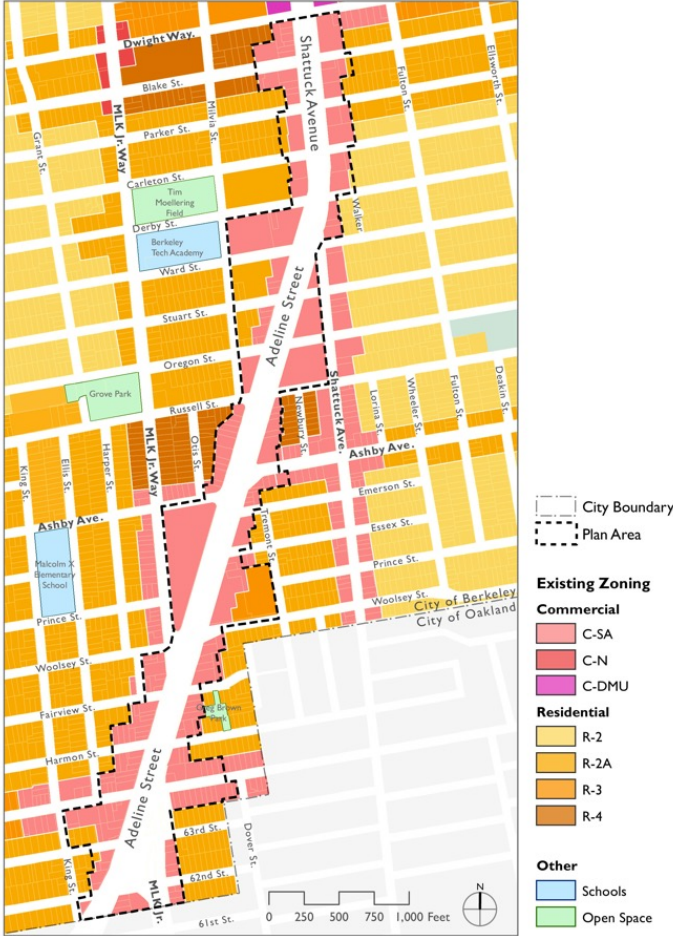 Dwight Way.
Shattuck Avenue
Fulton St.
Ellsworth St.
Blake St.
MLK Jr. Way
Milvia St.
Grant St.
Parker St.
Carleton St.
Tim
Moellering
Field
Walker
Derby St.
Berkeley
Tech Academy
Ward St.
Stuart St.
Adeline Street
Oregon St.
Grove Park
Russell St.
Shattuck Ave.
Lorina St.
Wheeler St.
Fulton St.
Deakin St.
Newbury St.
MLK Jr. Way
Otis St.
Harper St.
Ellis St.
King St.
Ashby Ave.
Emerson St.
Ashby Ave.
Tremont St.
Essex St.
Malcolm X
Elementary
School
Prince St.
Prince St.
Woolsey St.
City of Berkeley
City of Oakland
Woolsey St.
Fairview St.
Greg Brown
Park
Harmon St.
Adeline Street
63rd St.
Dover St.
King St.
62nd St.
MLK Jr.
61st St.
0 250 500 750 1,000 Feet
N
City Boundary
Plan Area
Existing Zoning
Commercial
C-SA
C-N
C-DMU
Residential
R-2
R-2A
R-3
R-4
Other
Schools
Open Space